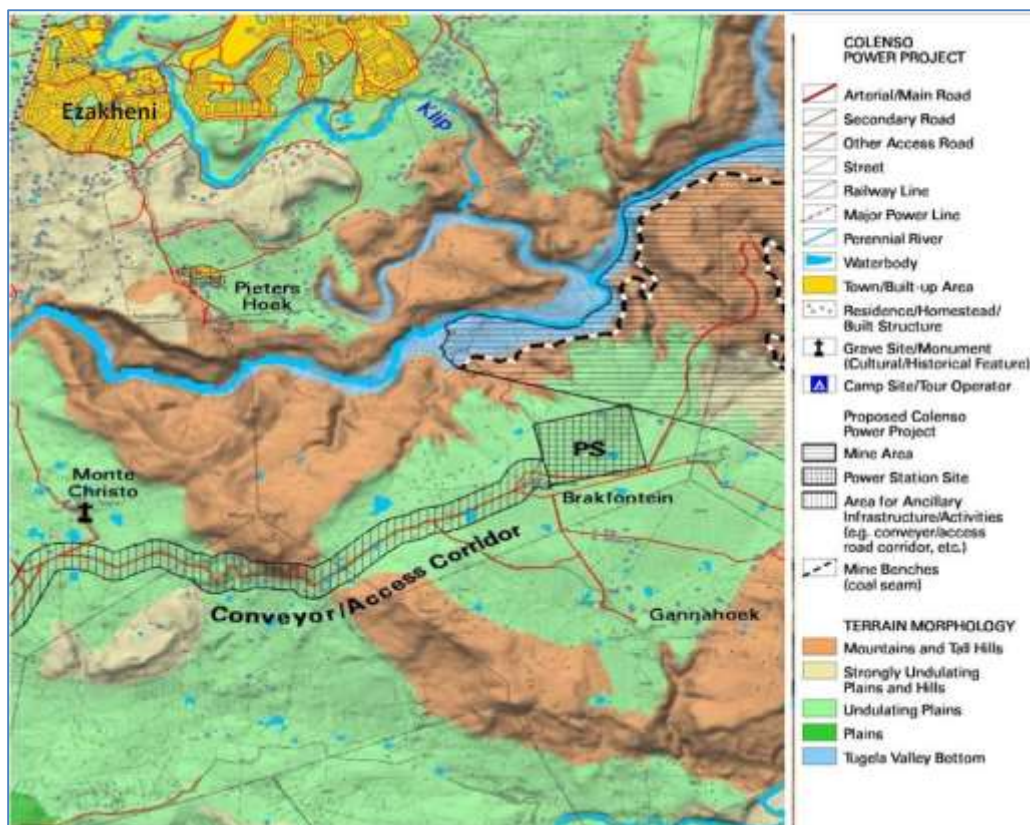 Ezakheni
Klip
Pieters
Hoek
PS
Monte
Christo
Brakfontein
Conveyor/Access Corridor
Gannahoek
COLENSO
POWER PROJECT
Arterial/Main Road
Secondary Road
Other Access Road
Street
Railway Line
Major Power Line
Perennial River
Waterbody
Town/Built-up Area
Residence/Homestead/
Built Structure
Grave Site/Monument
(Cultural/Historical Feature)
Camp Site/Tour Operator
Proposed Colenso
Power Project
Mine Area
Power Station Site
Area for Ancillary
Infrastructure/Activities
(e.g. conveyer/access
road corridor, etc.)
Mine Benches
(coal seam)
TERRAIN MORPHOLOGY
Mountains and Tall Hills
Strongly Undulating
Plains and Hills
Undulating Plains
Plains
Tugela Valley Bottom